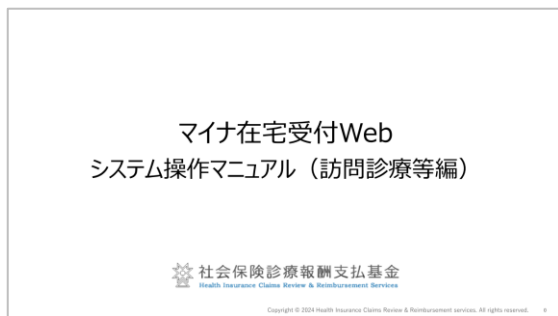 マイナ在宅受付Web
システム操作マニュアル（訪問診療等編）
社会保険診療報酬支払基金
Health Insurance Claims Review & Reimbursement Services
Copyright © 2024 Health Insurance Claims Review & Reimbursement services. All rights reserved.